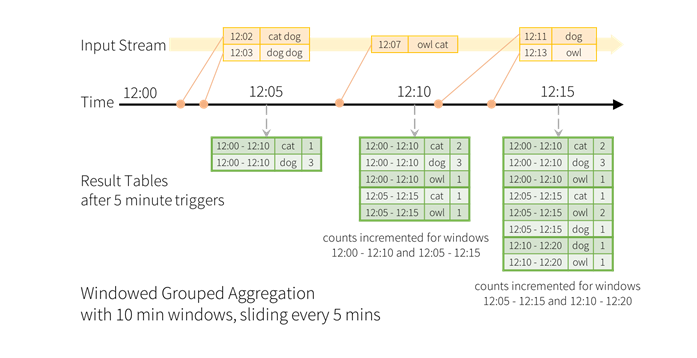 Input Stream
12:02 cat dog
12:03 dog dog
12:07 owl cat
12:11 dog
12:13 owl
Time
12:00
12:05
12:10
12:15
Result Tables
after 5 minute triggers
12:00 - 12:10 cat 1
12:00 - 12:10 dog 3
12:00 - 12:10 cat 2
12:00 - 12:10 dog 3
12:00 - 12:10 owl 1
12:05 - 12:15 cat 1
12:05 - 12:15 owl 1
counts incremented for windows
12:00 - 12:10 and 12:05 - 12:15
12:00 - 12:10 cat 2
12:00 - 12:10 dog 3
12:00 - 12:10 owl 1
12:05 - 12:15 cat 1
12:05 - 12:15 owl 2
12:05 - 12:15 dog 1
12:10 - 12:20 dog 1
12:10 - 12:20 owl 1
counts incremented for windows
12:05 - 12:15 and 12:10 - 12:20
Windowed Grouped Aggregation
with 10 min windows, sliding every 5 mins